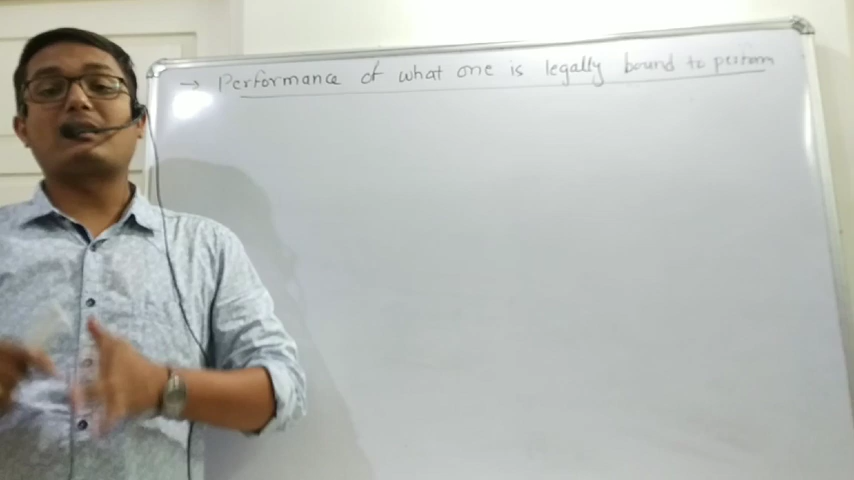 → Performance of what one is legally bound to perform